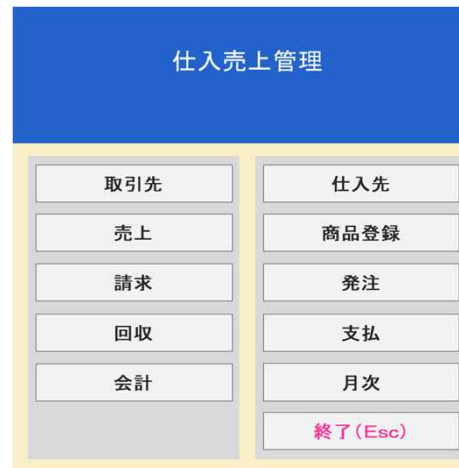 仕入売上管理
取引先
売上
請求
回収
会計
仕入先
商品登録
発注
支払
月次
終了(Esc)